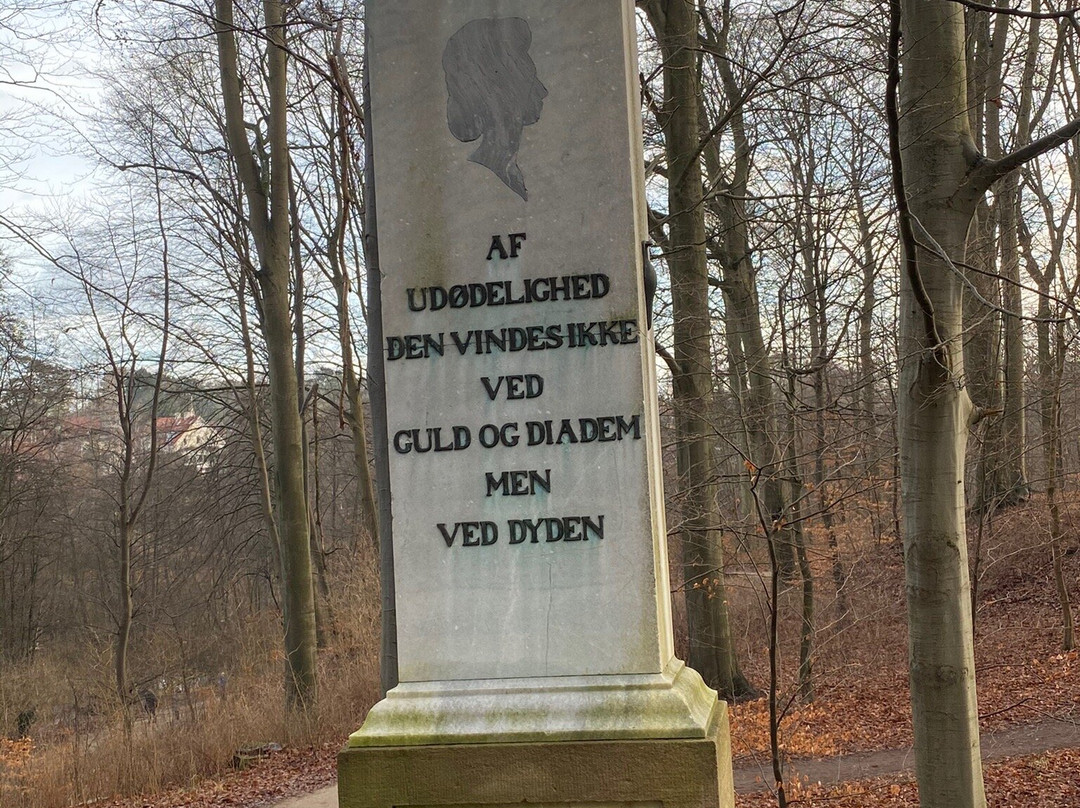 AF
UDØDELIGHED
DEN VINDES IKKE
VED
GULD OG DIADEM
MEN
VED DYDEN